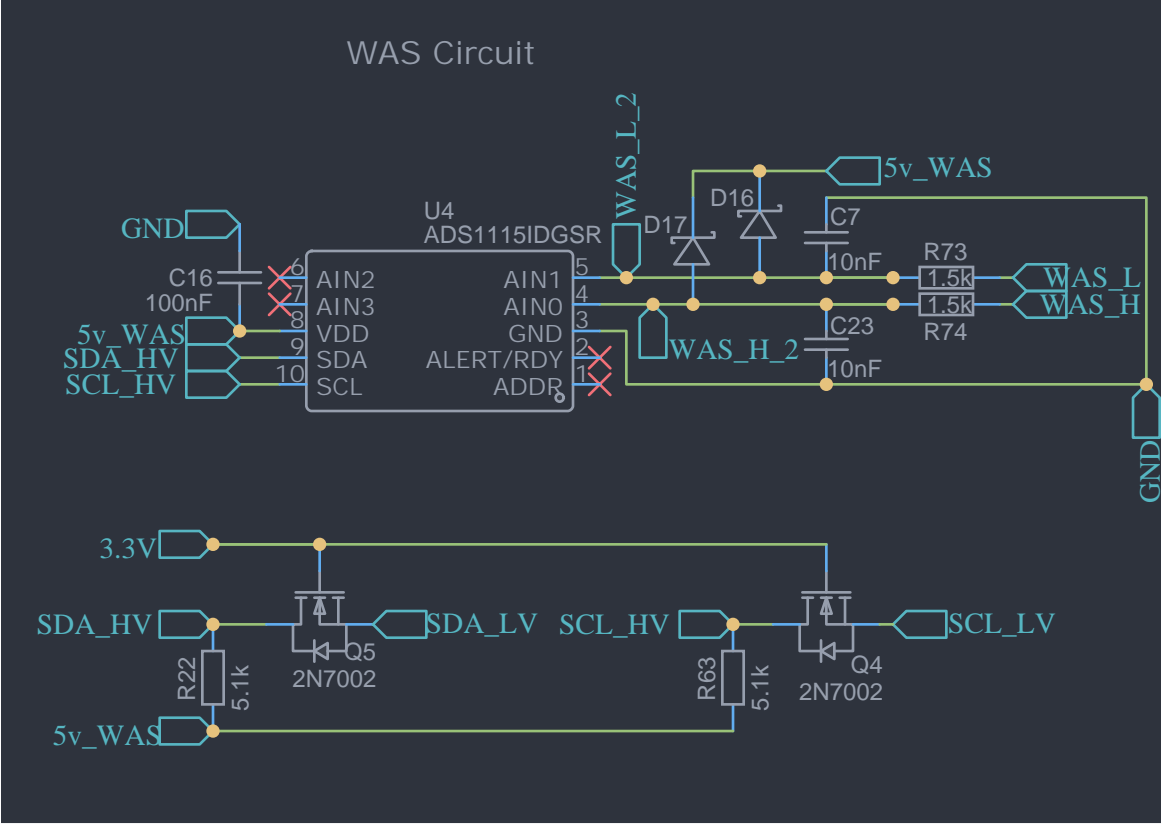 WAS Circuit
WAS_L_2
5v_WAS
D16
D17
C7
10nF
GND
U4
ADS1115IDGSR
C16
100nF
6
7
8
9
10
AIN2
AIN3
VDD
SDA
SCL
AIN1
AIN0
GND
ALERT/RDY
ADDR
5
4
3
2
1
R73
1.5k
1.5k
R74
WAS_L
WAS_H
5v_WAS
SDA_HV
SCL_HV
WAS_H_2
C23
10nF
GND
3.3V
SDA_HV
SDA_LV
SCL_HV
SCL_LV
R22
5.1k
Q5
2N7002
R63
5.1k
Q4
2N7002
5v_WAS